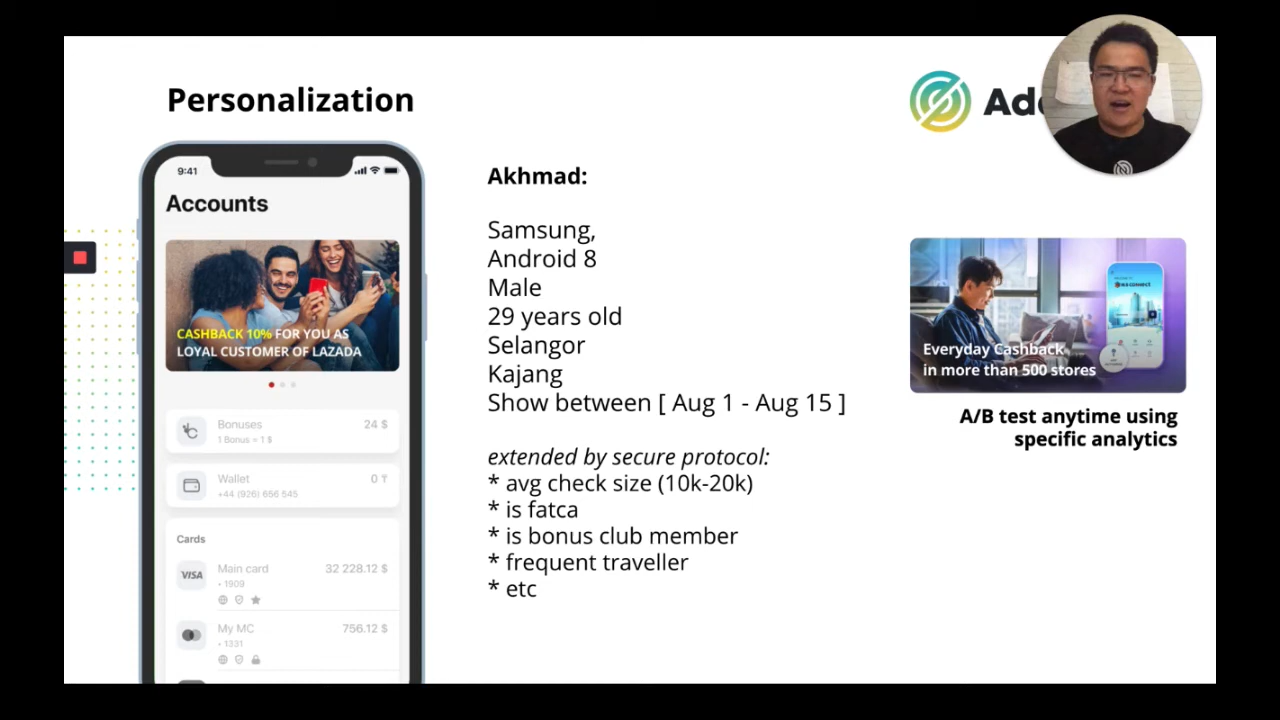 Personalization
9:41
Accounts
CASHBACK 10% FOR YOU AS
LOYAL CUSTOMER OF LAZADA
Bonuses
24 $
1 Bonus = 1 $
Wallet
0 ₸
+44 (926) 656 545
Cards
VISA
Main card
32 228.12 $
• 1909
My MC
756.12 $
• 1331
Akhmad:
Samsung,
Android 8
Male
29 years old
Selangor
Kajang
Show between [ Aug 1 - Aug 15 ]
extended by secure protocol:
* avg check size (10k-20k)
* is fatca
* is bonus club member
* frequent traveller
* etc
Everyday Cashback
in more than 500 stores
A/B test anytime using
specific analytics